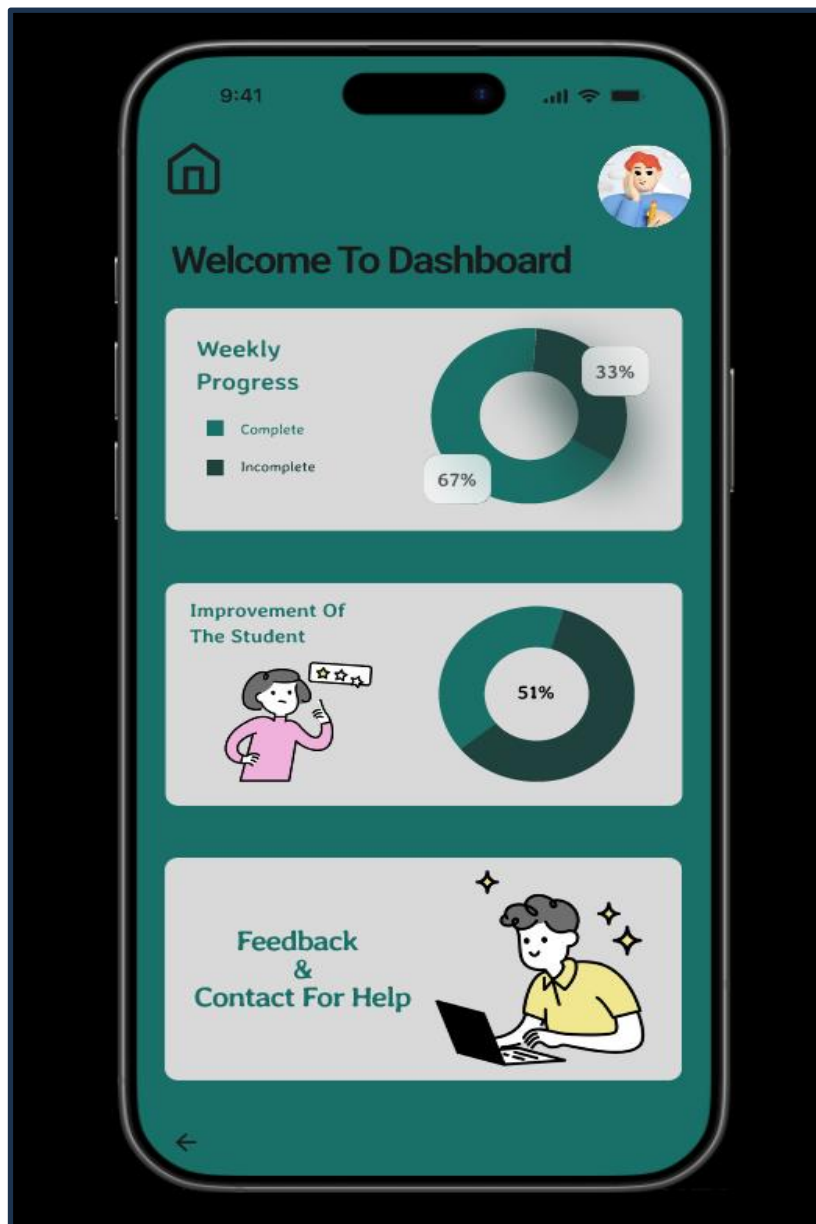 9:41
Welcome To Dashboard
Weekly
Progress
Complete
Incomplete
33%
67%
Improvement Of
The Student
51%
Feedback
&
Contact For Help